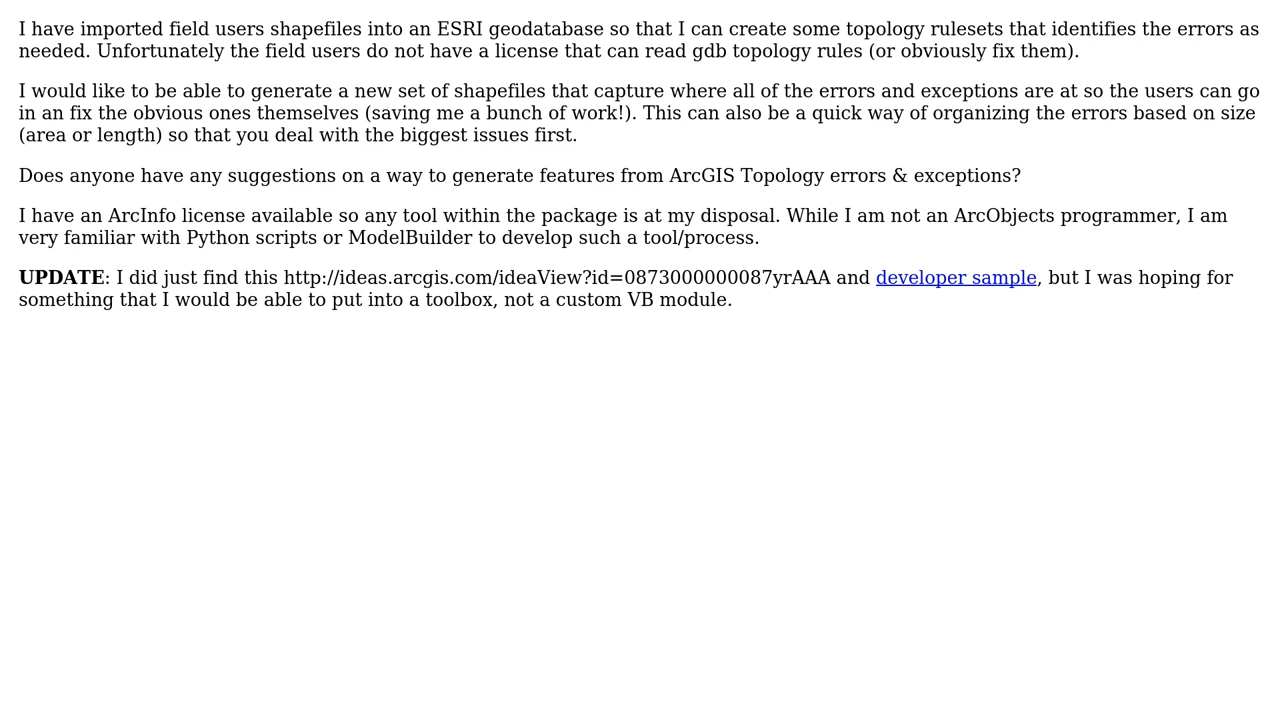 I have imported field users shapefiles into an ESRI geodatabase so that I can create some topology rulesets that identifies the errors as
needed. Unfortunately the field users do not have a license that can read gdb topology rules (or obviously fix them).
I would like to be able to generate a new set of shapefiles that capture where all of the errors and exceptions are at so the users can go
in an fix the obvious ones themselves (saving me a bunch of work!). This can also be a quick way of organizing the errors based on size
(area or length) so that you deal with the biggest issues first.
Does anyone have any suggestions on a way to generate features from ArcGIS Topology errors & exceptions?
I have an ArcInfo license available so any tool within the package is at my disposal. While I am not an ArcObjects programmer, I am
very familiar with Python scripts or ModelBuilder to develop such a tool/process.
UPDATE: I did just find this http://ideas.arcgis.com/ideaView?id=0873000000087yrAAA and developer sample, but I was hoping for
something that I would be able to put into a toolbox, not a custom VB module.